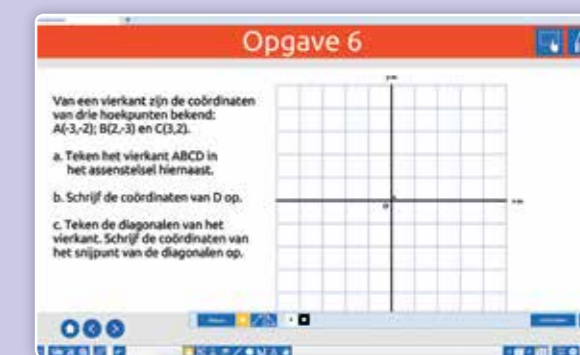 Opgave 6
Van een vierkant zijn de coördinaten
van drie hoekpunten bekend:
A(-3,-2); B(2,-3) en C(3,2).
a. Teken het vierkant ABCD in
het assenstelsel hiernaast.
b. Schrijf de coördinaten van D op.
c. Teken de diagonalen van het
vierkant. Schrijf de coördinaten van
het snijpunt van de diagonalen op.